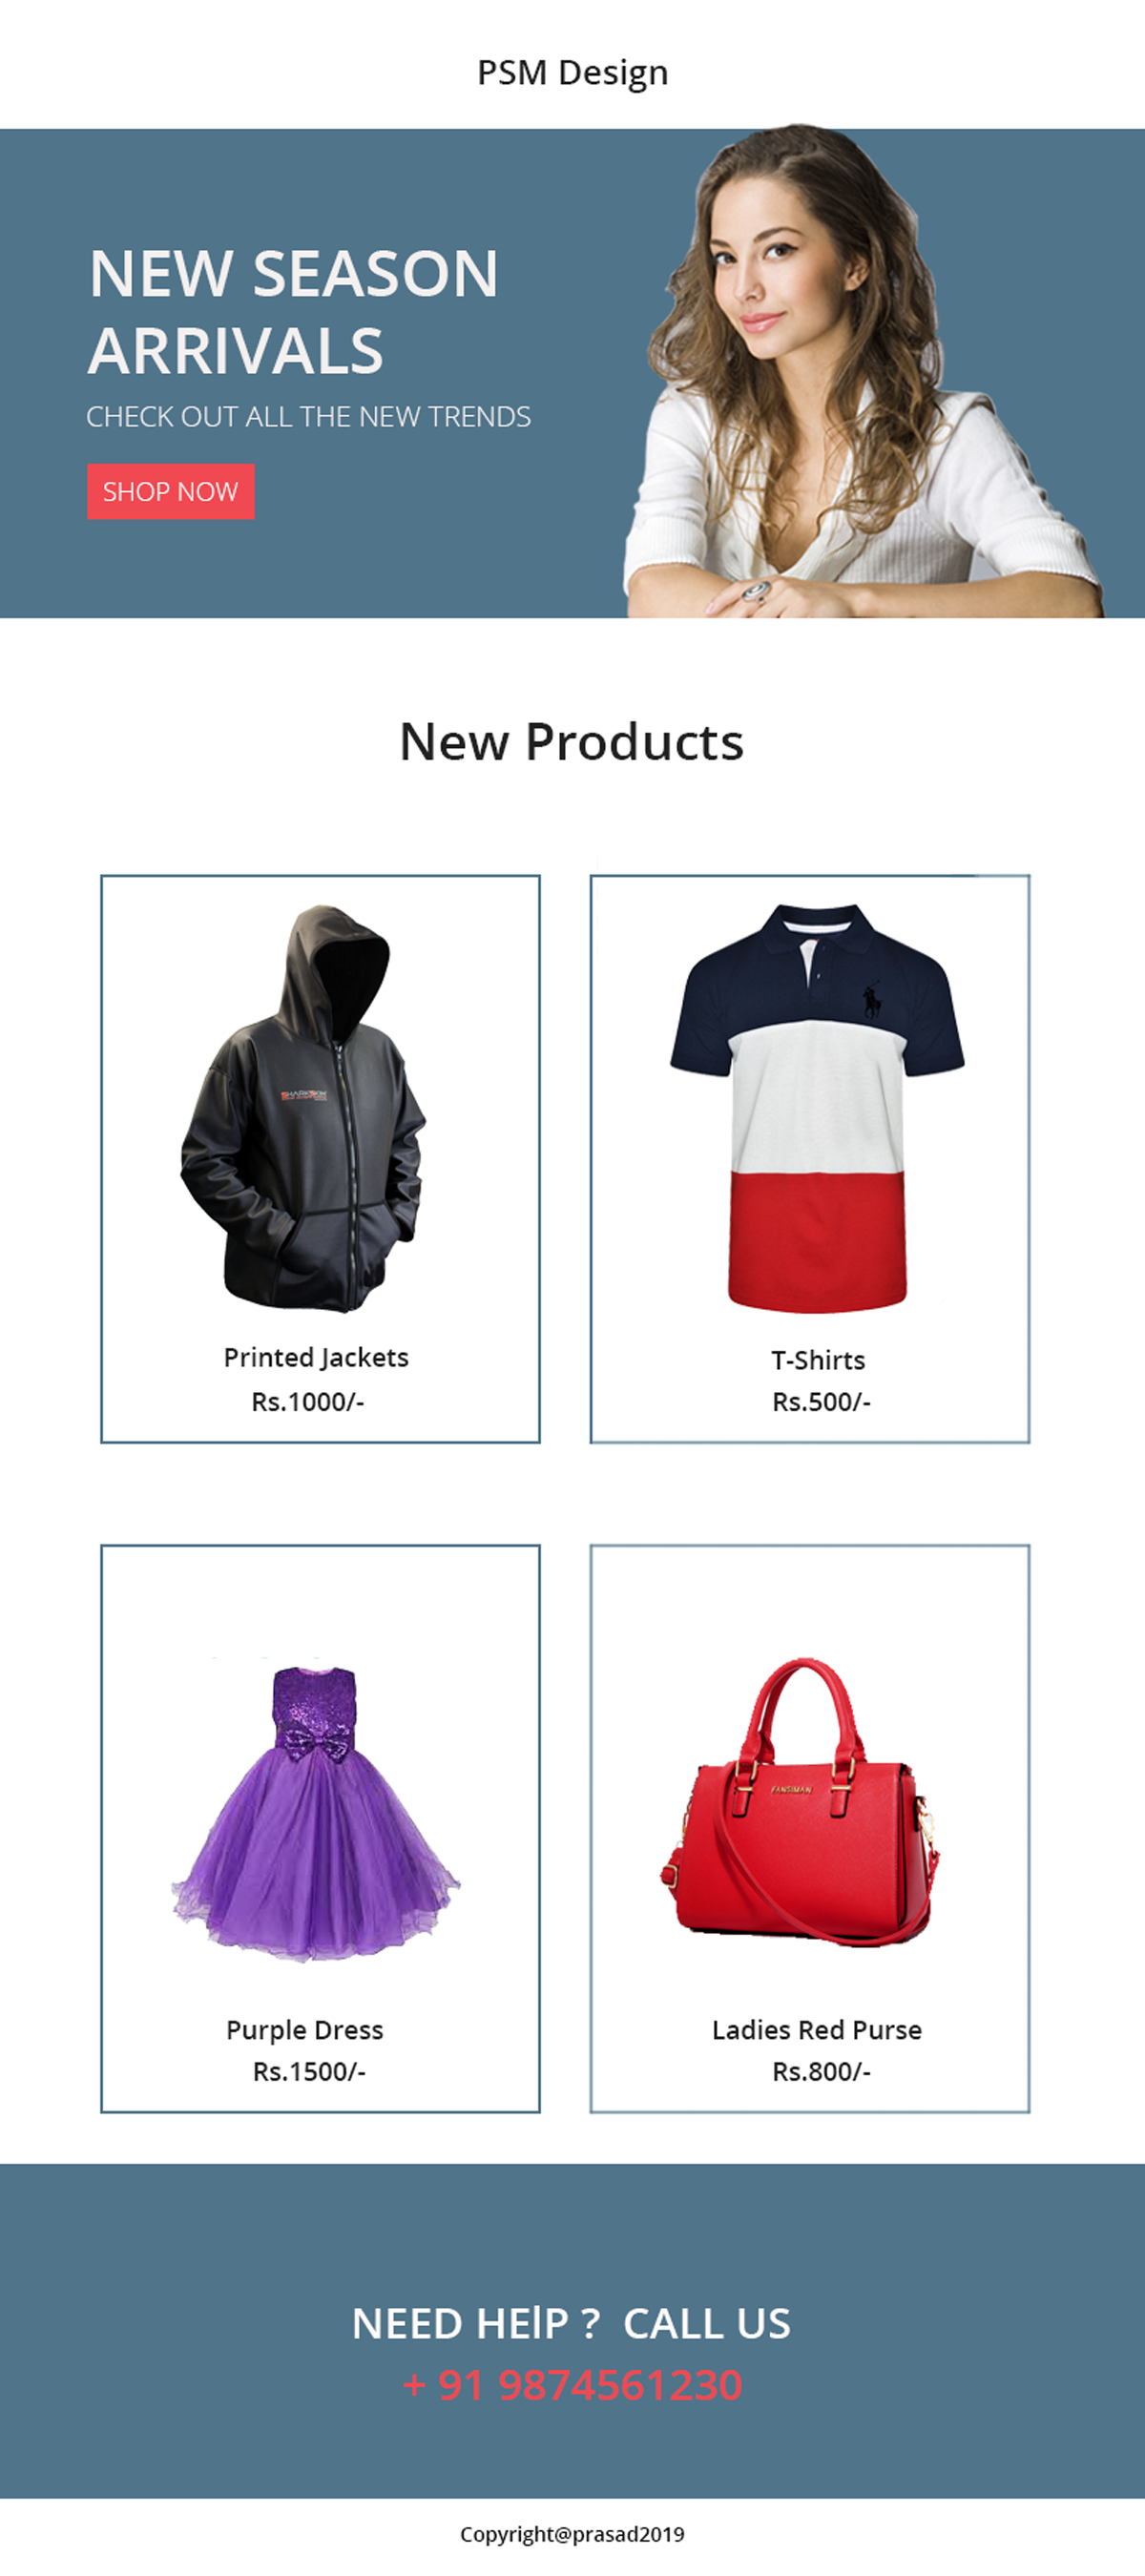 PSM Design
NEW SEASON
ARRIVALS
CHECK OUT ALL THE NEW TRENDS
SHOP NOW
New Products
Printed Jackets
Rs.1000/-
T-Shirts
Rs.500/-
FANSIMAN
Purple Dress
Rs.1500/-
Ladies Red Purse
Rs.800/-
NEED HElP ? CALL US
+ 91 9874561230
Copyright@prasad2019